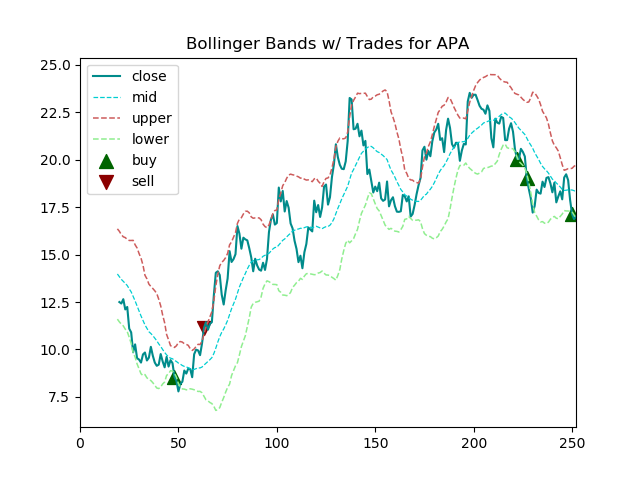 Bollinger Bands w/ Trades for APA
25.0
22.5
20.0
17.5
15.0
12.5
10.0
7.5
close
mid
upper
lower
buy
sell
0 50 100 150 200 250